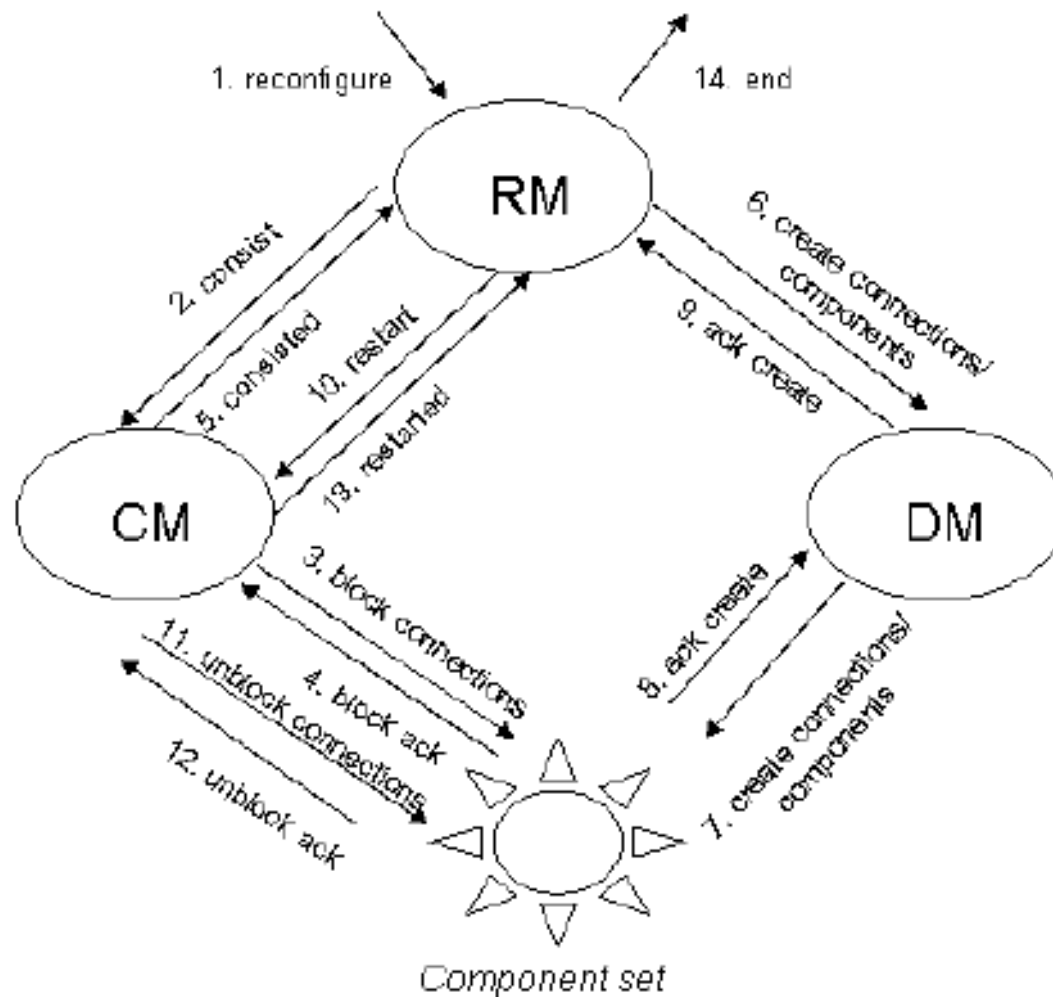 1. reconfigure
14. end
RM
2. consist
5. consisted
10. restart
13. restarted
6. create connections/
components
9. ack create
CM
DM
3. block connections
4. block ack
11. unblock connections
12. unblock ack
8. ack create
7. create connections/
components
Component set